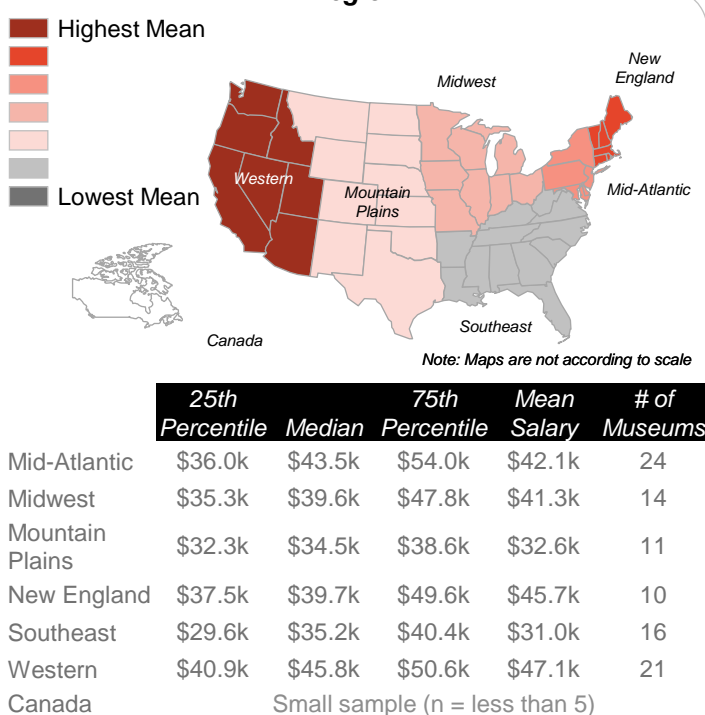 Highest Mean
New
England
Midwest
Western
Mountain
Plains
Lowest Mean
Mid-Atlantic
Southeast
Canada
Note: Maps are not according to scale
25th Percentile Median 75th Percentile Mean Salary # of Museums
Mid-Atlantic $36.0k $43.5k $54.0k $42.1k 24
Midwest $35.3k $39.6k $47.8k $41.3k 14
Mountain Plains $32.3k $34.5k $38.6k $32.6k 11
New England $37.5k $39.7k $49.6k $45.7k 10
Southeast $29.6k $35.2k $40.4k $31.0k 16
Western $40.9k $45.8k $50.6k $47.1k 21
Canada Small sample (n = less than 5)